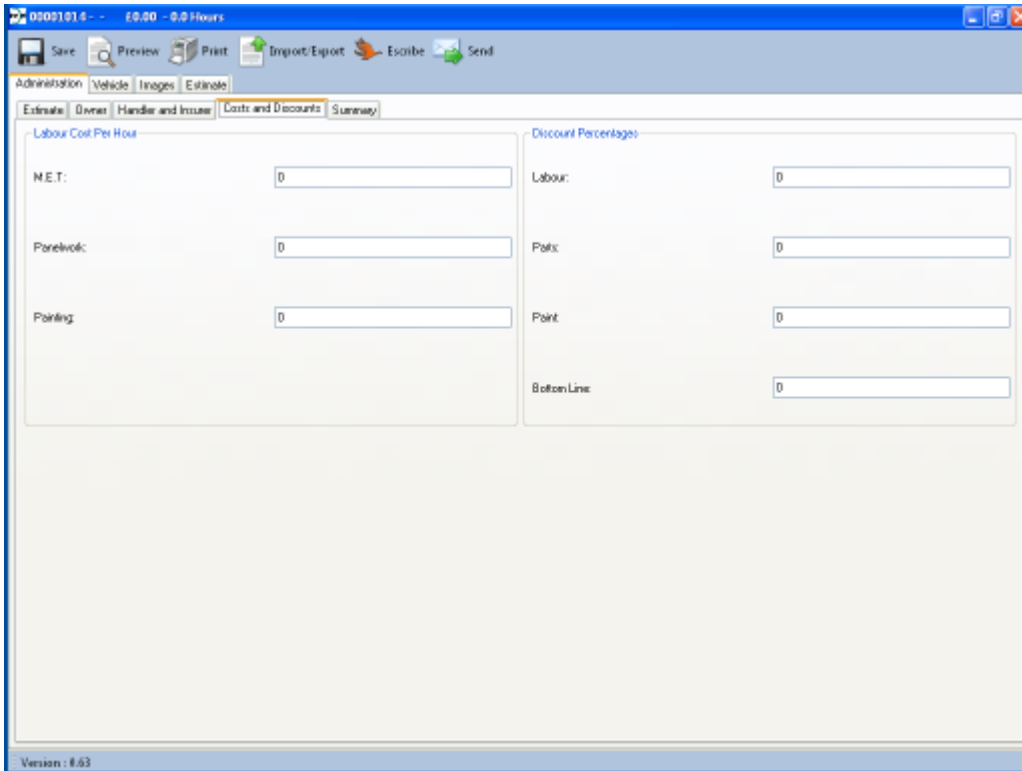 00001014 - -  £0.00 - 0.0 Hours
Save Preview Print Import/Export Escribe Send
Administration Vehicle Images Estimate
Estimate Owner Handler and Insurer Costs and Discounts Summary
Labour Cost Per Hour Discount Percentages
M.E.T: 0 Labour: 0
Panelwork: 0 Parts: 0
Painting: 0 Paint: 0
Bottom Line: 0
Version : 8.63